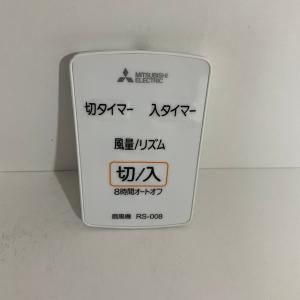 MITSUBISHI
ELECTRIC
切タイマー 入タイマー
風量/リズム
切/入
8時間オートオフ
扇風機 RS-008